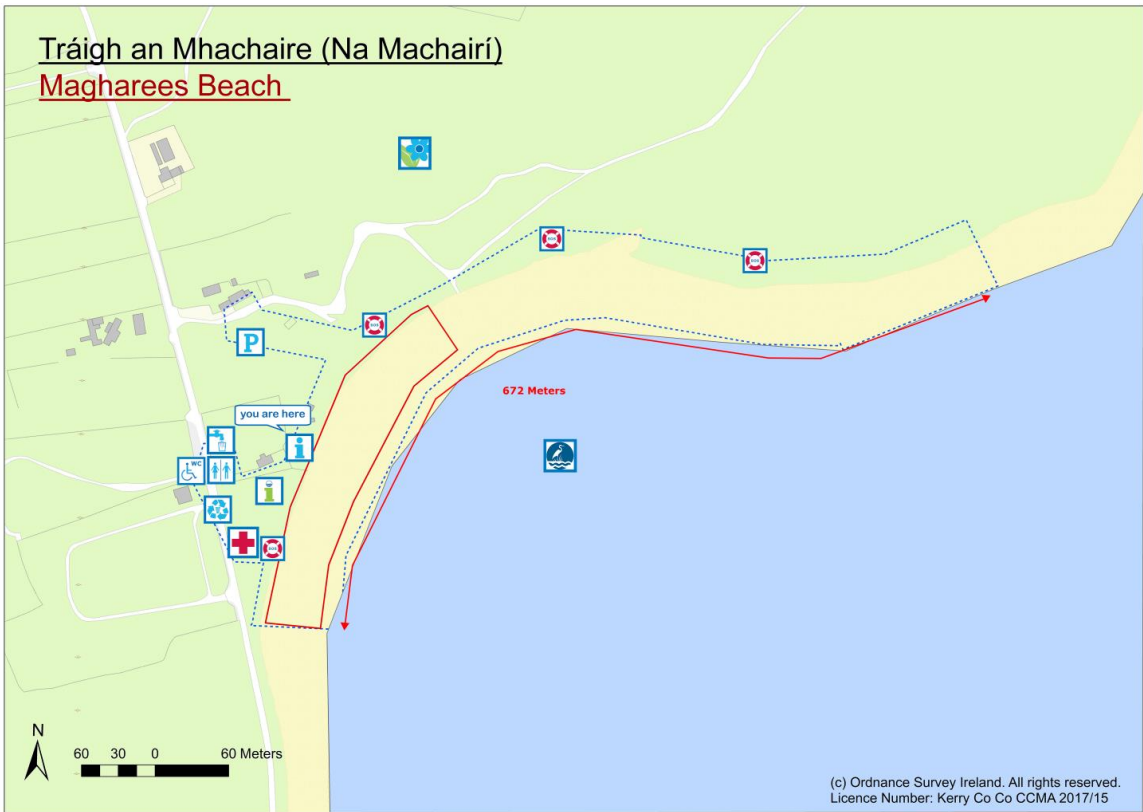 Tráigh an Mhachaire (Na Machairí)
Magharees Beach
P
672 Meters
you are here
i
WC
i
N
60 30 0 60 Meters
(c) Ordnance Survey Ireland. All rights reserved.
Licence Number: Kerry Co Co CCMA 2017/15